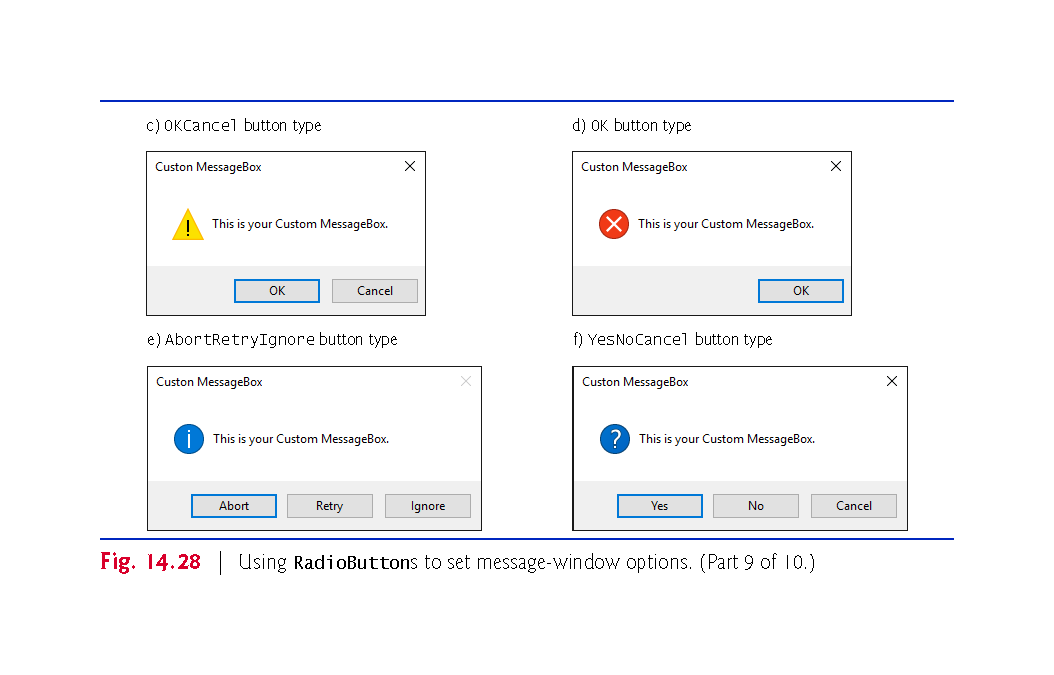 c) OKCancel button type
Custon MessageBox
This is your Custom MessageBox.
OK Cancel
d) OK button type
Custon MessageBox
This is your Custom MessageBox.
OK
e) AbortRetryIgnore button type
Custon MessageBox
This is your Custom MessageBox.
Abort Retry Ignore
f) YesNoCancel button type
Custon MessageBox
This is your Custom MessageBox.
Yes No Cancel
Fig. 14.28 | Using RadioButtons to set message-window options. (Part 9 of 10.)